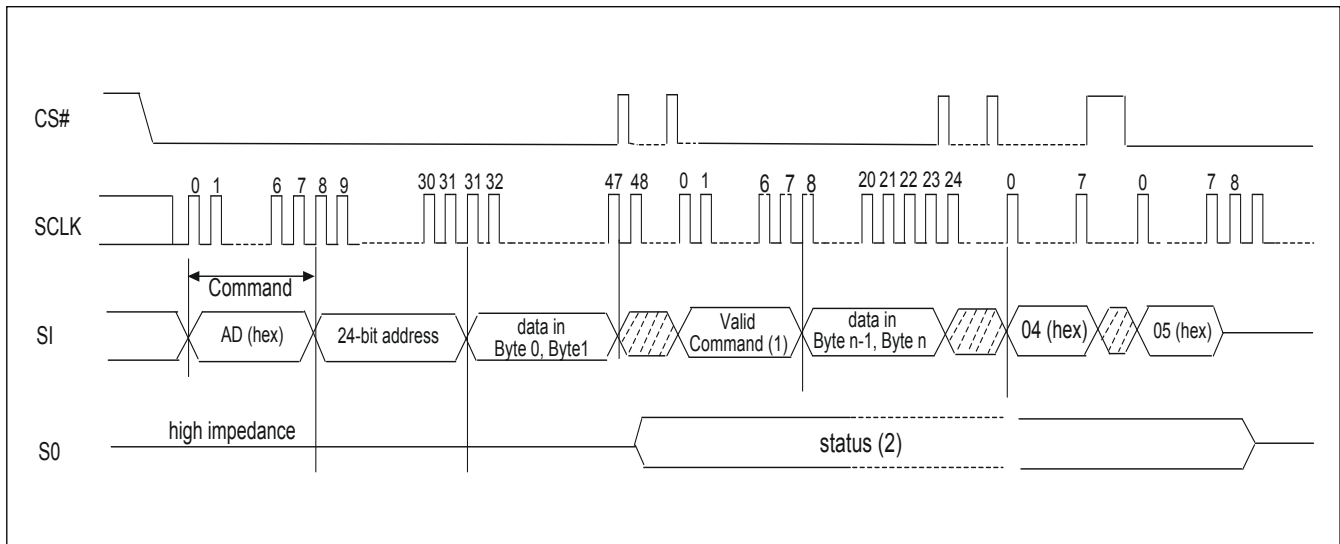 CS#
0 1 6 7 8 9 30 31 31 32 47 48 0 1 6 7 8 20 21 22 23 24 0 7 0 7 8
SCLK
Command
SI
AD (hex)
24-bit address
data in
Byte 0, Byte1
Valid
Command (1)
data in
Byte n-1, Byte n
04 (hex)
05 (hex)
high impedance
S0
status (2)